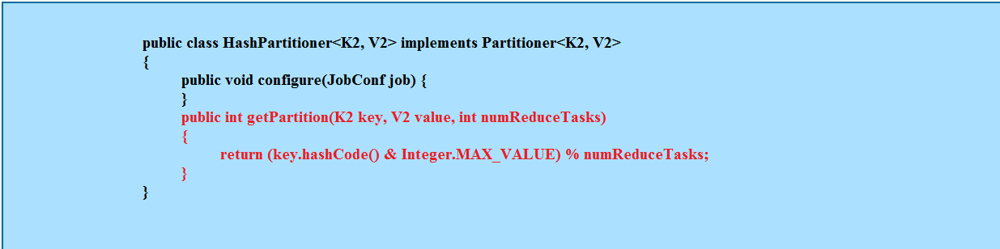 public class HashPartitioner<K2, V2> implements Partitioner<K2, V2>
{
public void configure(JobConf job) {
}
public int getPartition(K2 key, V2 value, int numReduceTasks)
{
return (key.hashCode() & Integer.MAX_VALUE) % numReduceTasks;
}
}